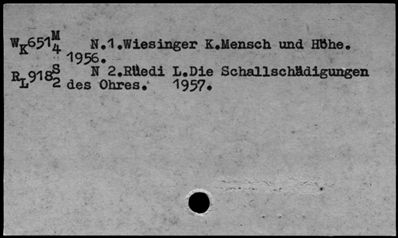 WK651M4 N.1.Wiesinger K.Mensch und Höhe.
1956.
RL918S2 N 2.Rüedi L.Die Schallschädigungen
des Ohres. 1957.